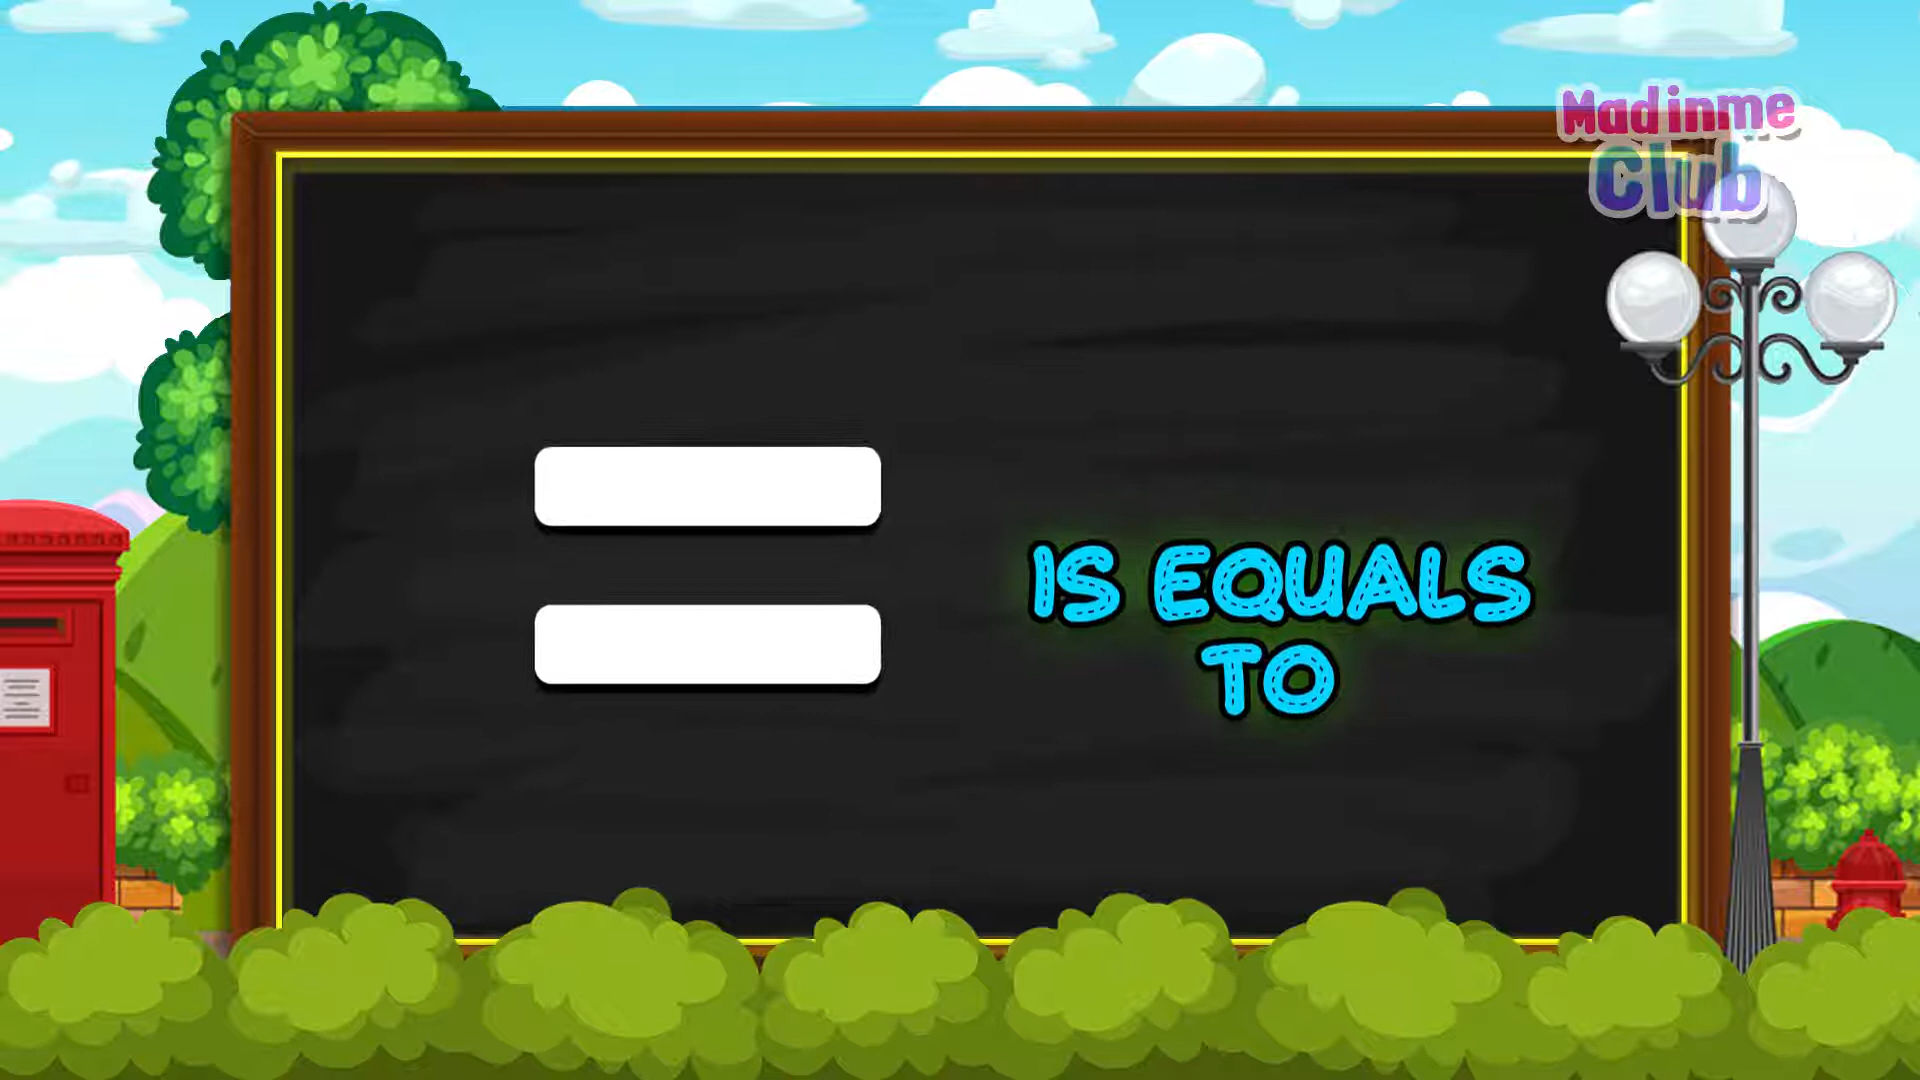 Madinme
Club
=
IS EQUALS
TO